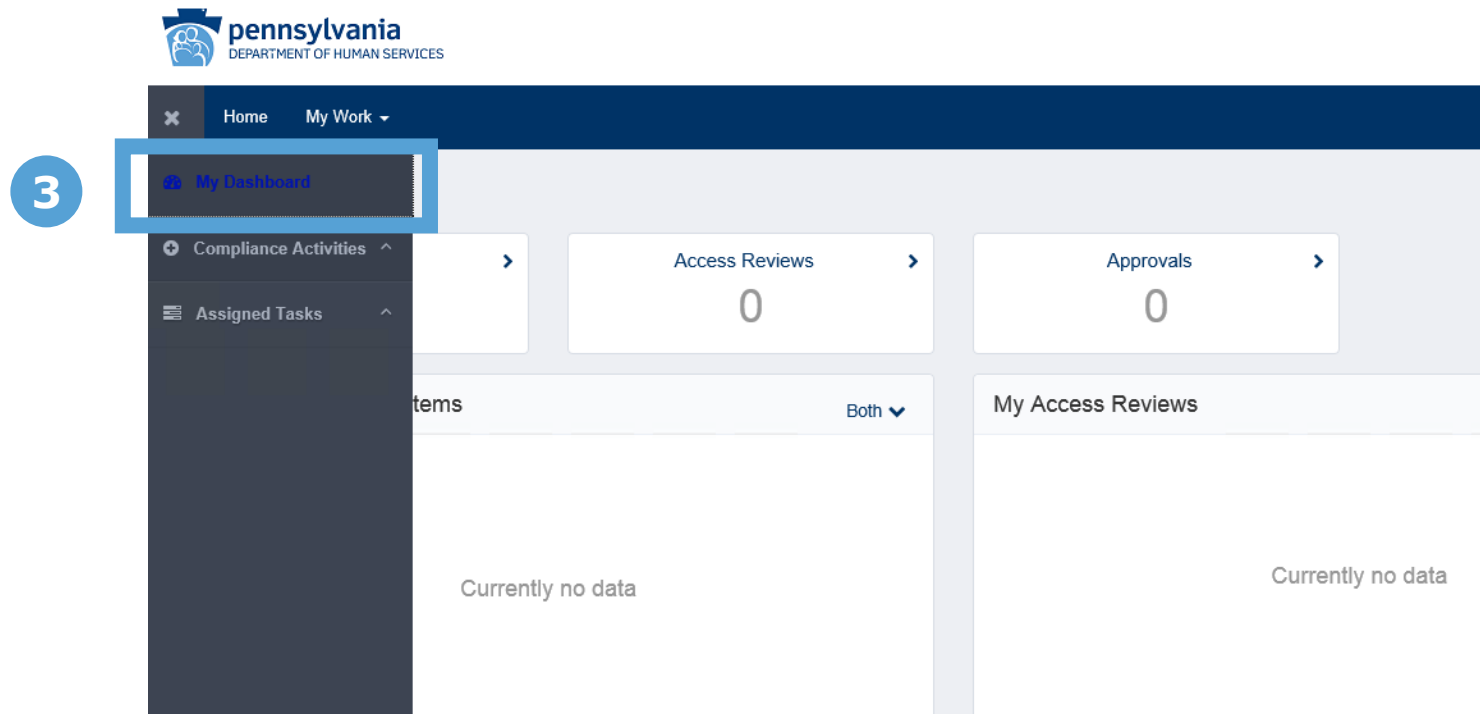 pennsylvania
DEPARTMENT OF HUMAN SERVICES
Home My Work
3
My Dashboard
Compliance Activities
Assigned Tasks
Access Reviews
0
Approvals
0
tems
Both
My Access Reviews
Currently no data
Currently no data